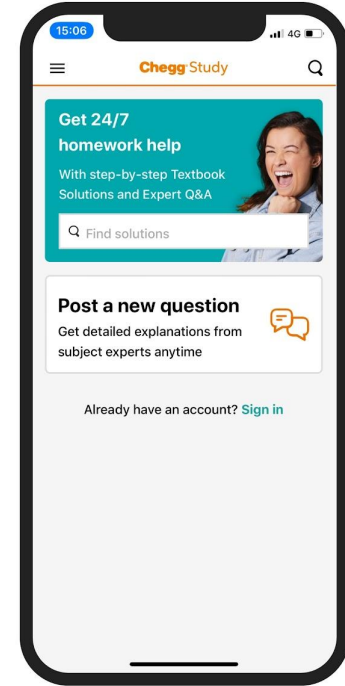 15:06
4G
Chegg Study
Get 24/7
homework help
With step-by-step Textbook
Solutions and Expert Q&A
Find solutions
Post a new question
Get detailed explanations from
subject experts anytime
Already have an account? Sign in